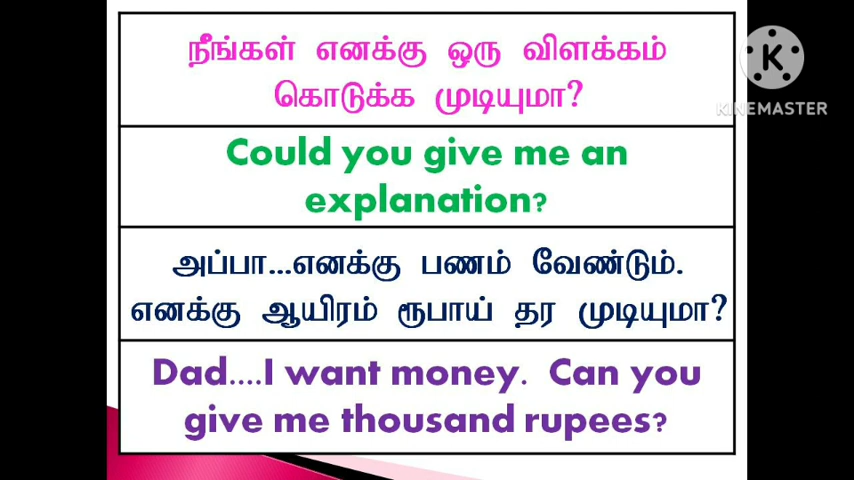 நீங்கள் எனக்கு ஒரு விளக்கம்
கொடுக்க முடியுமா?
KINEMASTER
Could you give me an
explanation?
அப்பா...எனக்கு பணம் வேண்டும்.
எனக்கு ஆயிரம் ரூபாய் தர முடியுமா?
Dad....I want money. Can you
give me thousand rupees?